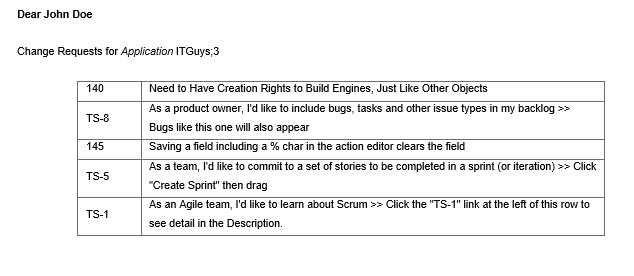 Dear John Doe
Change Requests for Application ITGuys;3
140 Need to Have Creation Rights to Build Engines, Just Like Other Objects
TS-8 As a product owner, I'd like to include bugs, tasks and other issue types in my backlog >>
Bugs like this one will also appear
145 Saving a field including a % char in the action editor clears the field
TS-5 As a team, I'd like to commit to a set of stories to be completed in a sprint (or iteration) >> Click
"Create Sprint" then drag
TS-1 As an Agile team, I'd like to learn about Scrum >> Click the "TS-1" link at the left of this row to
see detail in the Description.